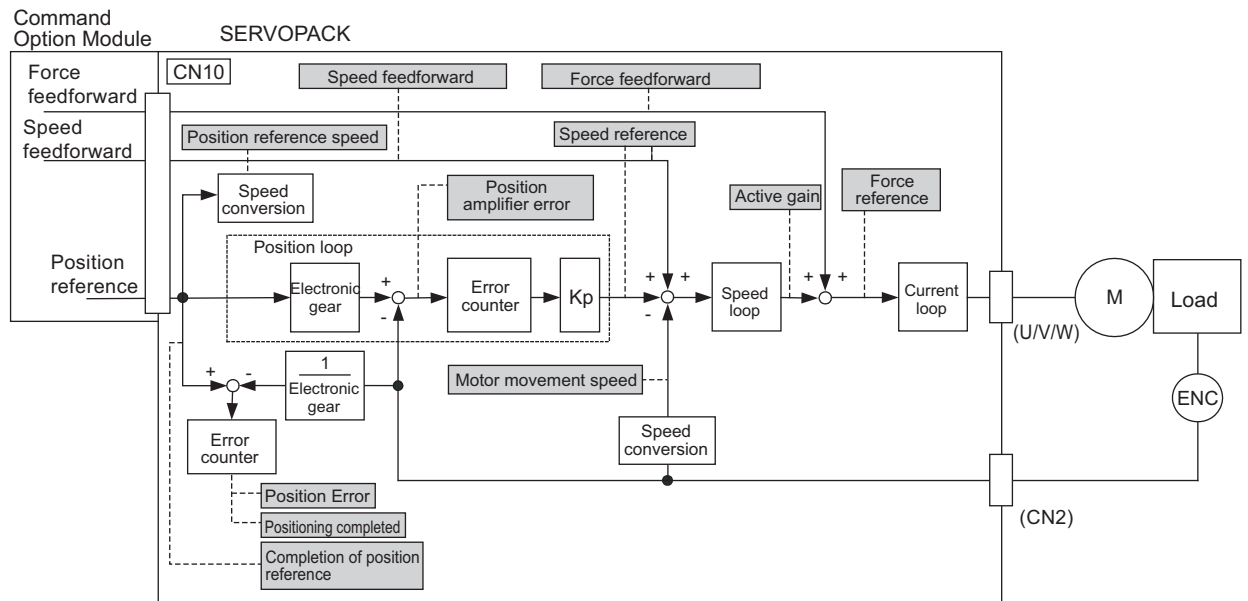 Command
Option Module
SERVOPACK
CN10
Force
feedforward
Speed
feedforward
Speed feedforward
Force feedforward
Position reference speed
Speed reference
Speed
conversion
Position
amplifier error
Active gain
Force
reference
Position loop
Position
reference
Electronic
gear
+
-
Error
counter
Kp
+
+
-
Speed
loop
+
+
Current
loop
M
Load
(U/V/W)
+
-
1
Electronic
gear
Motor movement speed
ENC
Error
counter
Speed
conversion
Position Error
Positioning completed
(CN2)
Completion of position
reference